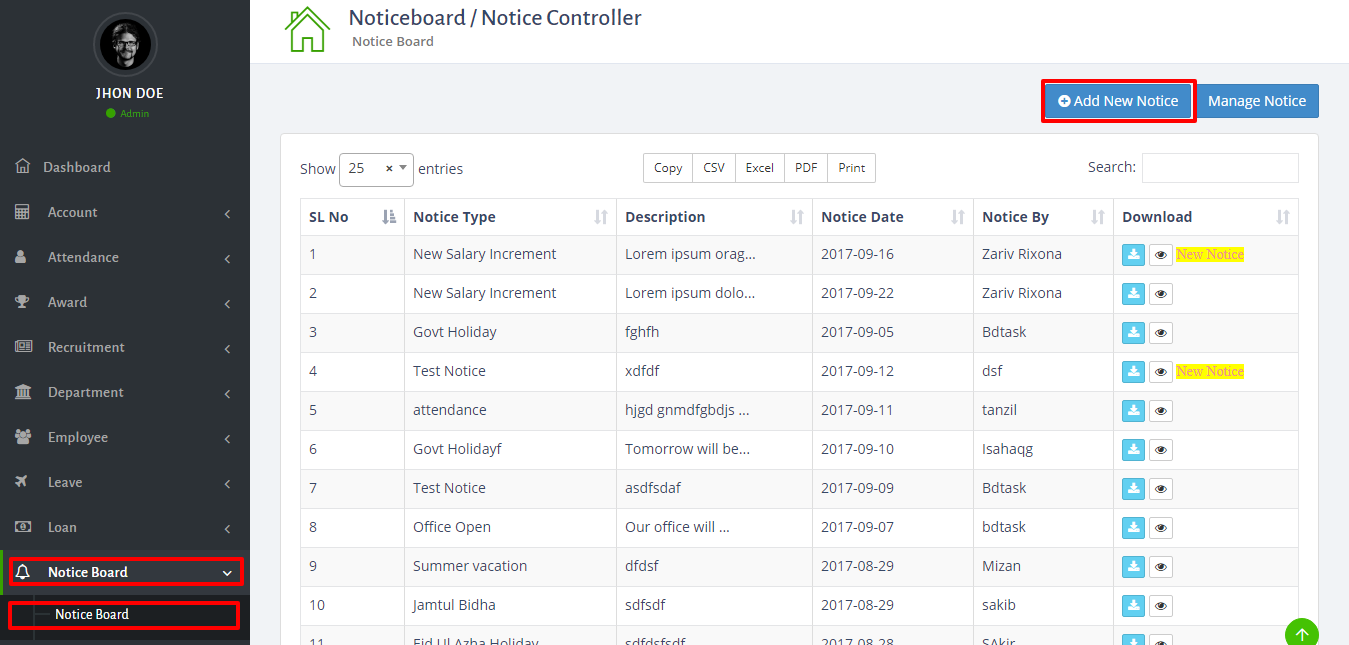 JHON DOE
Admin
Dashboard
Account
Attendance
Award
Recruitment
Department
Employee
Leave
Loan
Notice Board
Notice Board
Noticeboard / Notice Controller
Notice Board
Add New Notice Manage Notice
Show 25 × entries Copy CSV Excel PDF Print Search:
SL No Notice Type Description Notice Date Notice By Download
1 New Salary Increment Lorem ipsum orag... 2017-09-16 Zariv Rixona New Notice
2 New Salary Increment Lorem ipsum dolo... 2017-09-22 Zariv Rixona
3 Govt Holiday fghfh 2017-09-05 Bdtask
4 Test Notice xdfdf 2017-09-12 dsf New Notice
5 attendance hjgd gnmdfgbdjs ... 2017-09-11 tanzil
6 Govt Holidayf Tomorrow will be... 2017-09-10 Isahaqg
7 Test Notice asdfsdaf 2017-09-09 Bdtask
8 Office Open Our office will ... 2017-09-07 bdtask
9 Summer vacation dfdsf 2017-08-29 Mizan
10 Jamtul Bidha sdfsdf 2017-08-29 sakib
11 Eid Ul Azha Holiday sdfdsfsdf 2017-08-28 SAkir